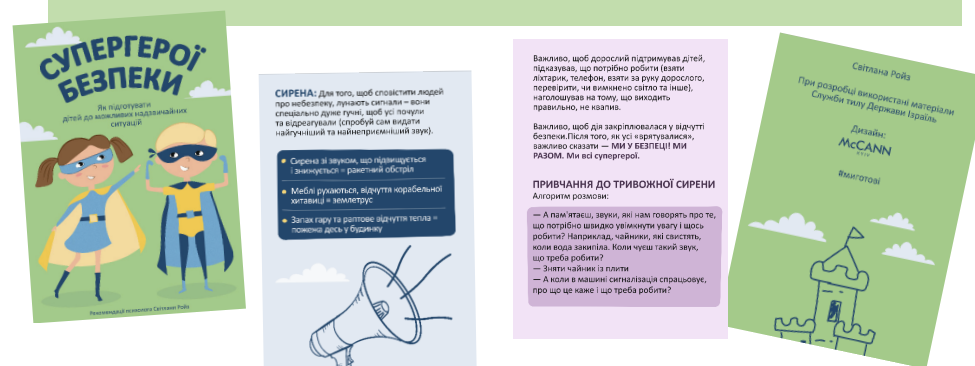 СУПЕРГЕРОЇ
БЕЗПЕКИ
Як підготувати
дітей до можливих надзвичайних
ситуацій
Рекомендації психолога Світлани Ройз
СИРЕНА: Для того, щоб сповістити людей
про небезпеку, лунають сигнали – вони
спеціально дуже гучні, щоб усі почули
та відреагували (спробуй сам видати
найгучніший та найнеприємніший звук).
Сирена зі звуком, що підвищується
і знижується = ракетний обстріл
Меблі рухаються, відчуття корабельної
хитавиці = землетрус
Запах гару та раптове відчуття тепла =
пожежа десь у будинку
Важливо, щоб дорослий підтримував дітей,
підказував, що потрібно робити (взяти
ліхтарик, телефон, взяти за руку дорослого,
перевірити, чи вимкнено світло та інше),
наголошував на тому, що виходить
правильно, не квапив.
Важливо, щоб дія закріплювалася у відчутті
безпеки.Після того, як усі «врятувалися»,
важливо сказати — МИ У БЕЗПЕЦІ! МИ
РАЗОМ. Ми всі супергерої.
ПРИВЧАННЯ ДО ТРИВОЖНОЇ СИРЕНИ
Алгоритм розмови:
— А пам'ятаєш, звуки, які нам говорять про те,
що потрібно швидко увімкнути увагу і щось
робити? Наприклад, чайники, які свистять,
коли вода закипіла. Коли чуєш такий звук,
що треба робити?
— Зняти чайник із плити
— А коли в машині сигналізація спрацьовує,
про що це каже і що треба робити?
Світлана Ройз
При розробці використані матеріали
Служби тилу Держави Ізраїль
Дизайн:
McCANN
#миготові